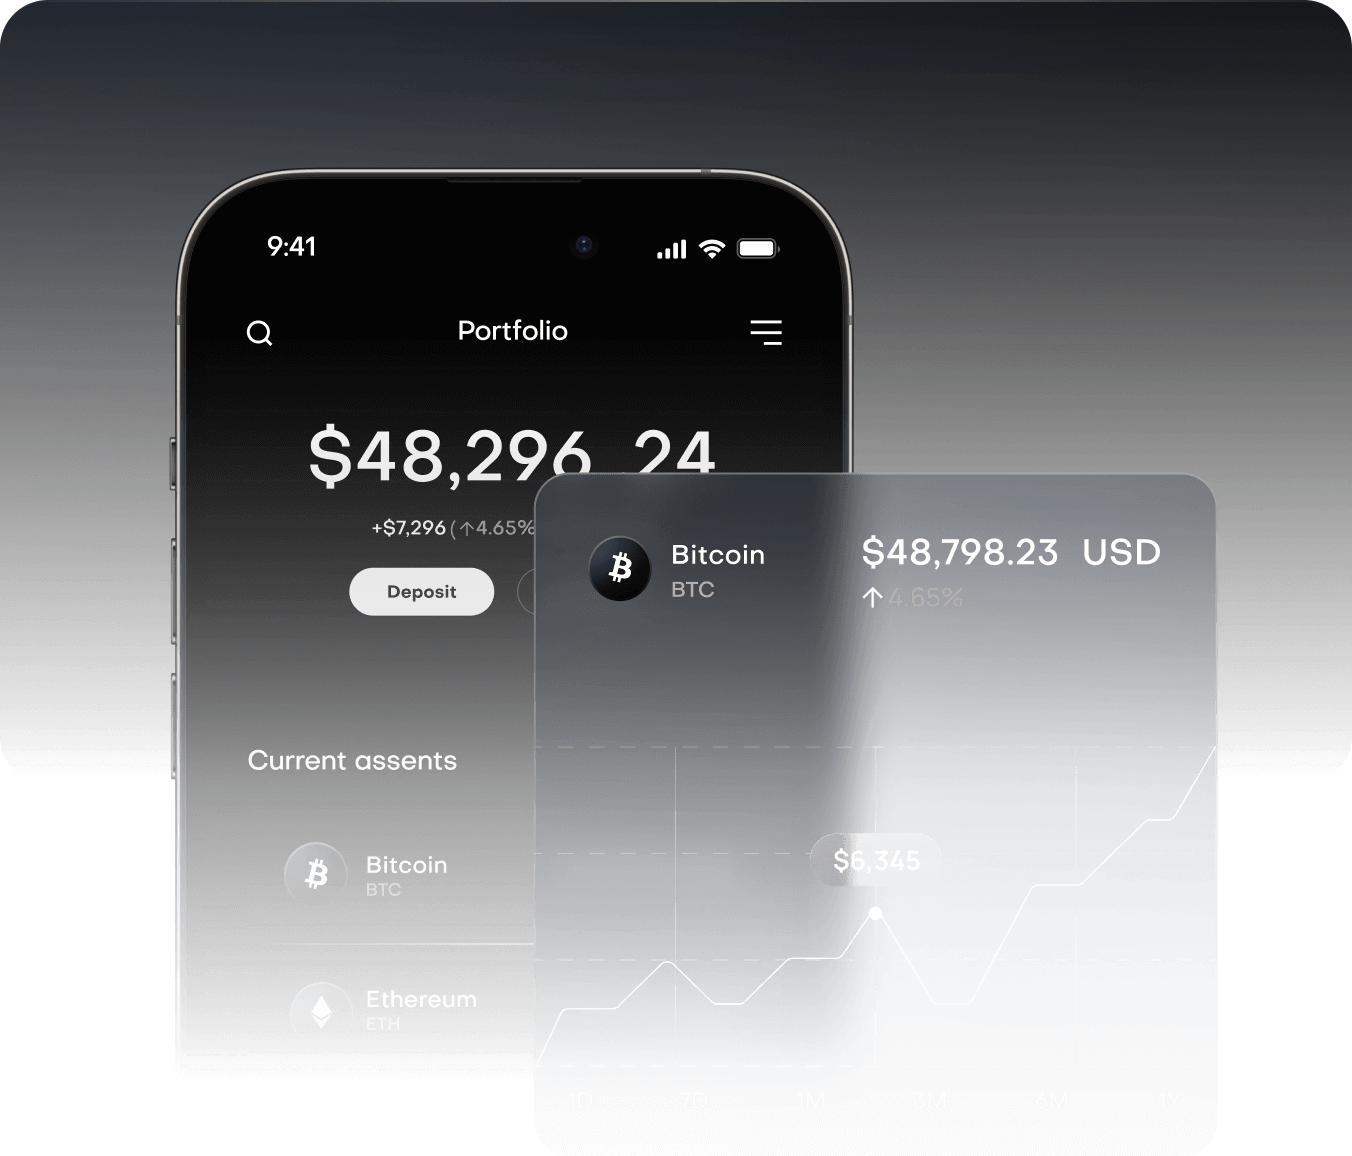 9:41
Portfolio
$48,296 24
+$7,296 (↑4.65%
Deposit
Current assents
Bitcoin
BTC
Ethereum
ETH
Bitcoin
BTC
$48,798.23 USD
↑ 4.65%
$6,345
1D 7D 1M 3M 6M 1Y